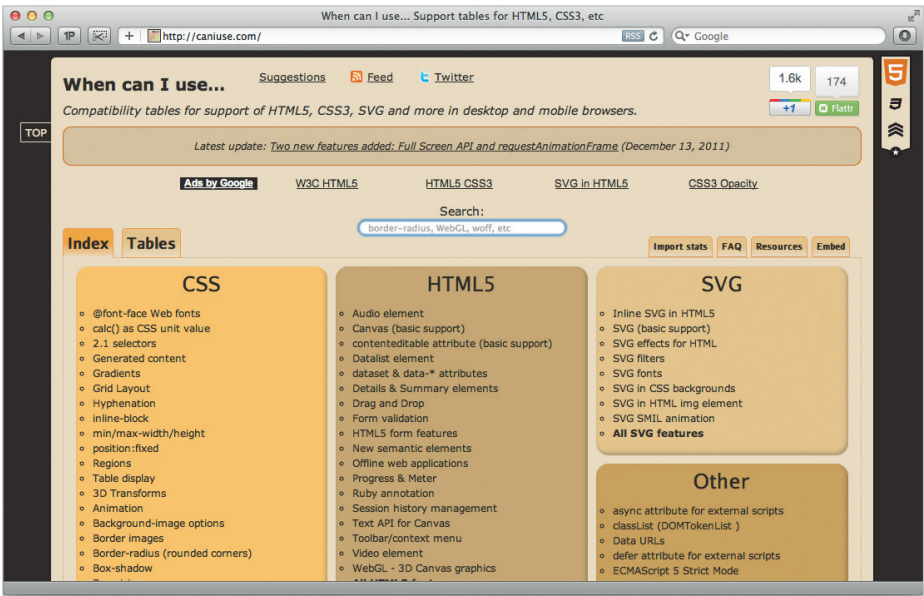 When can I use... Support tables for HTML5, CSS3, etc
1P + http://caniuse.com/ RSS Google
When can I use... Suggestions Feed Twitter
1.6k 174
+1 Flattr
Compatibility tables for support of HTML5, CSS3, SVG and more in desktop and mobile browsers.
TOP
Latest update: Two new features added: Full Screen API and requestAnimationFrame (December 13, 2011)
Ads by Google W3C HTML5 HTML5 CSS3 SVG in HTML5 CSS3 Opacity
Search:
border-radius, WebGL, woff, etc
Index Tables Import stats FAQ Resources Embed
CSS
@font-face Web fonts
calc() as CSS unit value
2.1 selectors
Generated content
Gradients
Grid Layout
Hyphenation
inline-block
min/max-width/height
position:fixed
Regions
Table display
3D Transforms
Animation
Background-image options
Border images
Border-radius (rounded corners)
Box-shadow
HTML5
Audio element
Canvas (basic support)
contenteditable attribute (basic support)
Datalist element
dataset & data-* attributes
Details & Summary elements
Drag and Drop
Form validation
HTML5 form features
New semantic elements
Offline web applications
Progress & Meter
Ruby annotation
Session history management
Text API for Canvas
Toolbar/context menu
Video element
WebGL - 3D Canvas graphics
SVG
Inline SVG in HTML5
SVG (basic support)
SVG effects for HTML
SVG filters
SVG fonts
SVG in CSS backgrounds
SVG in HTML img element
SVG SMIL animation
All SVG features
Other
async attribute for external scripts
classList (DOMTokenList )
Data URLs
defer attribute for external scripts
ECMAScript 5 Strict Mode